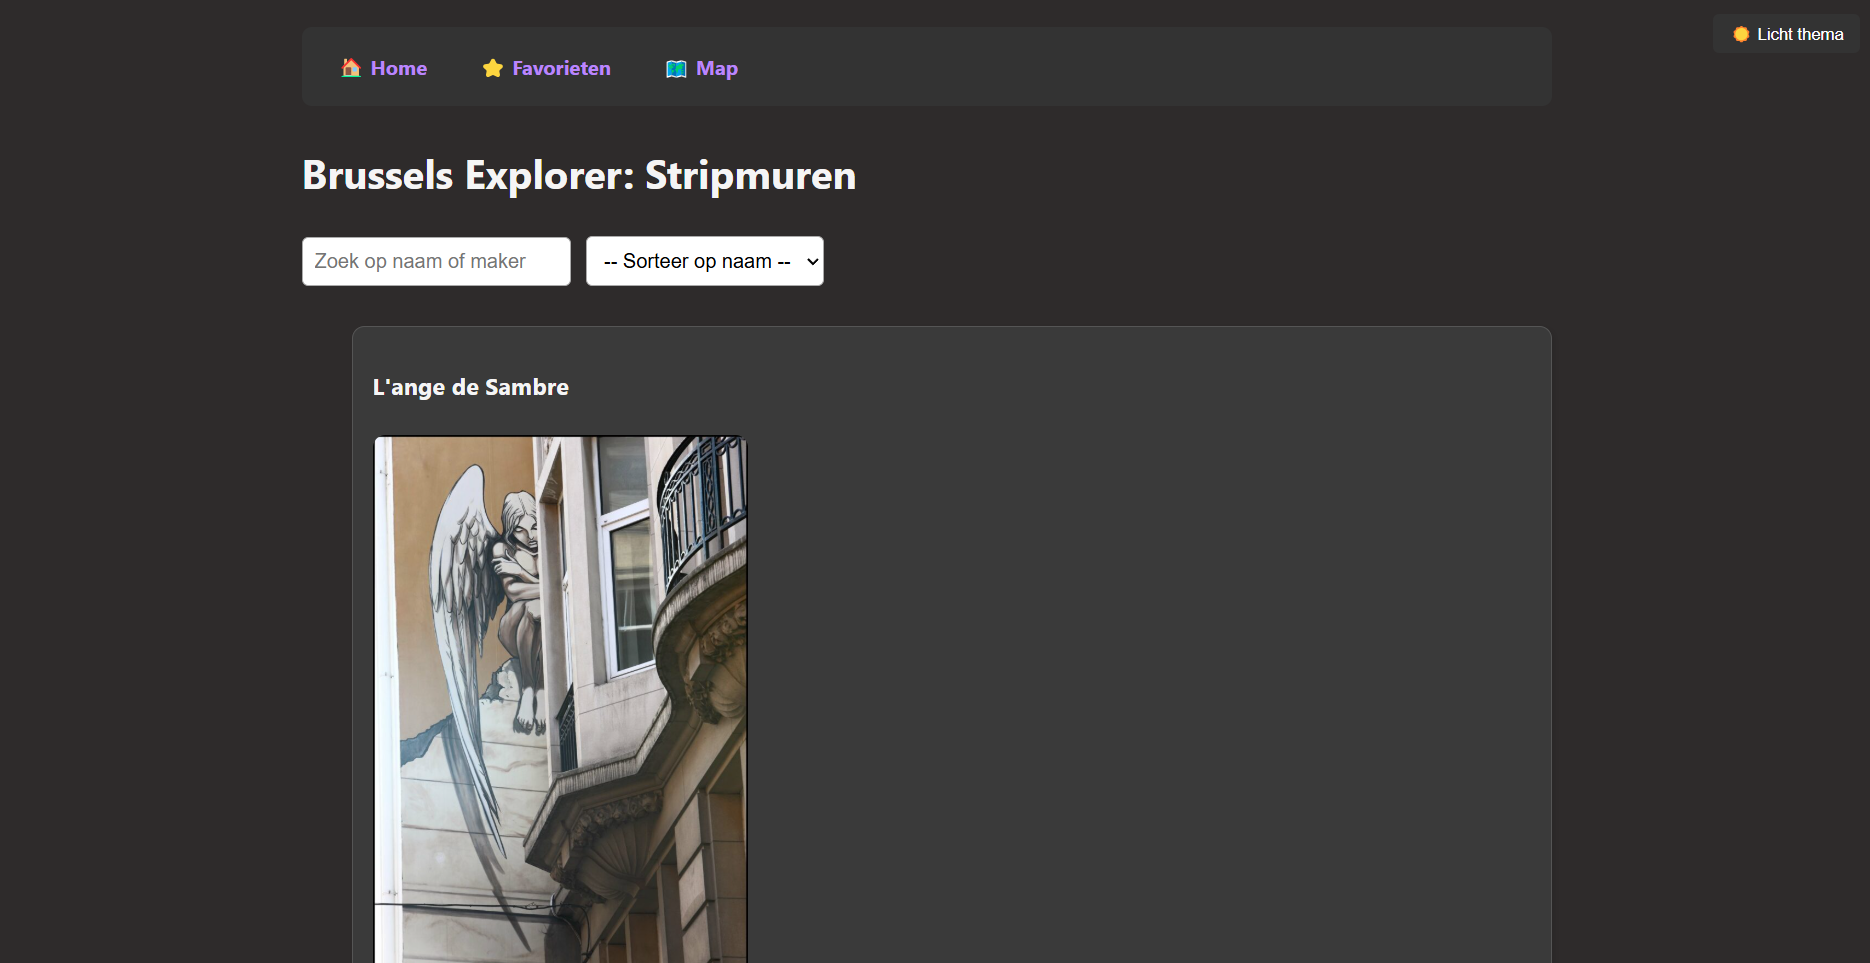 Licht thema
Home Favorieten Map
Brussels Explorer: Stripmuren
Zoek op naam of maker -- Sorteer op naam --
L'ange de Sambre